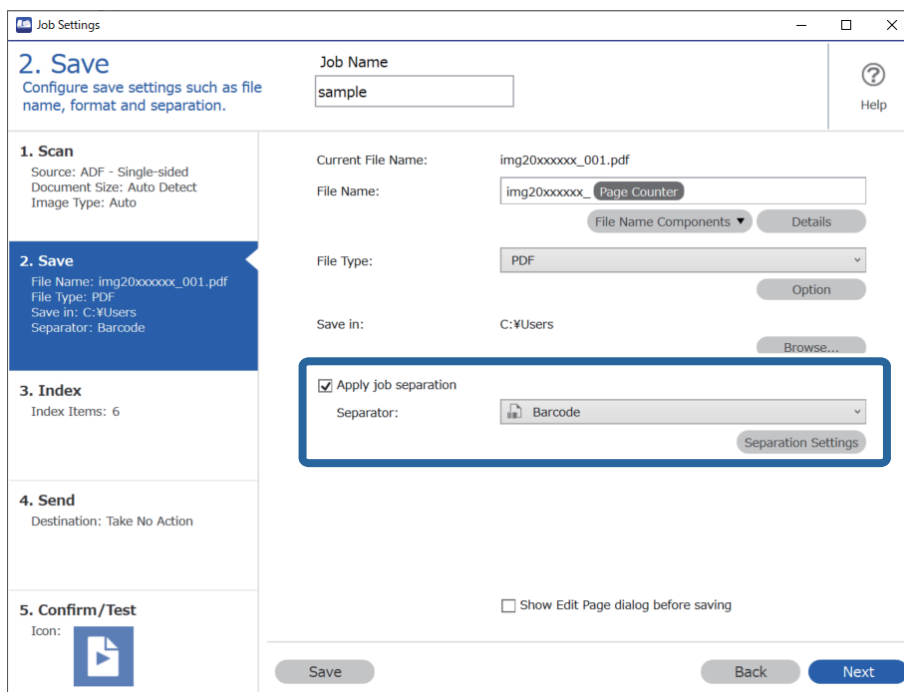 Job Settings
2. Save
Configure save settings such as file
name, format and separation.
Job Name
sample
Help
1. Scan
Source: ADF - Single-sided
Document Size: Auto Detect
Image Type: Auto
2. Save
File Name: img20xxxxxx_001.pdf
File Type: PDF
Save in: C:¥Users
Separator: Barcode
3. Index
Index Items: 6
4. Send
Destination: Take No Action
5. Confirm/Test
Icon:
Current File Name: img20xxxxxx_001.pdf
File Name: img20xxxxxx_ Page Counter
File Name Components ▼ Details
File Type: PDF
Option
Save in: C:¥Users
Browse...
Apply job separation
Separator: Barcode
Separation Settings
Show Edit Page dialog before saving
Save Back Next